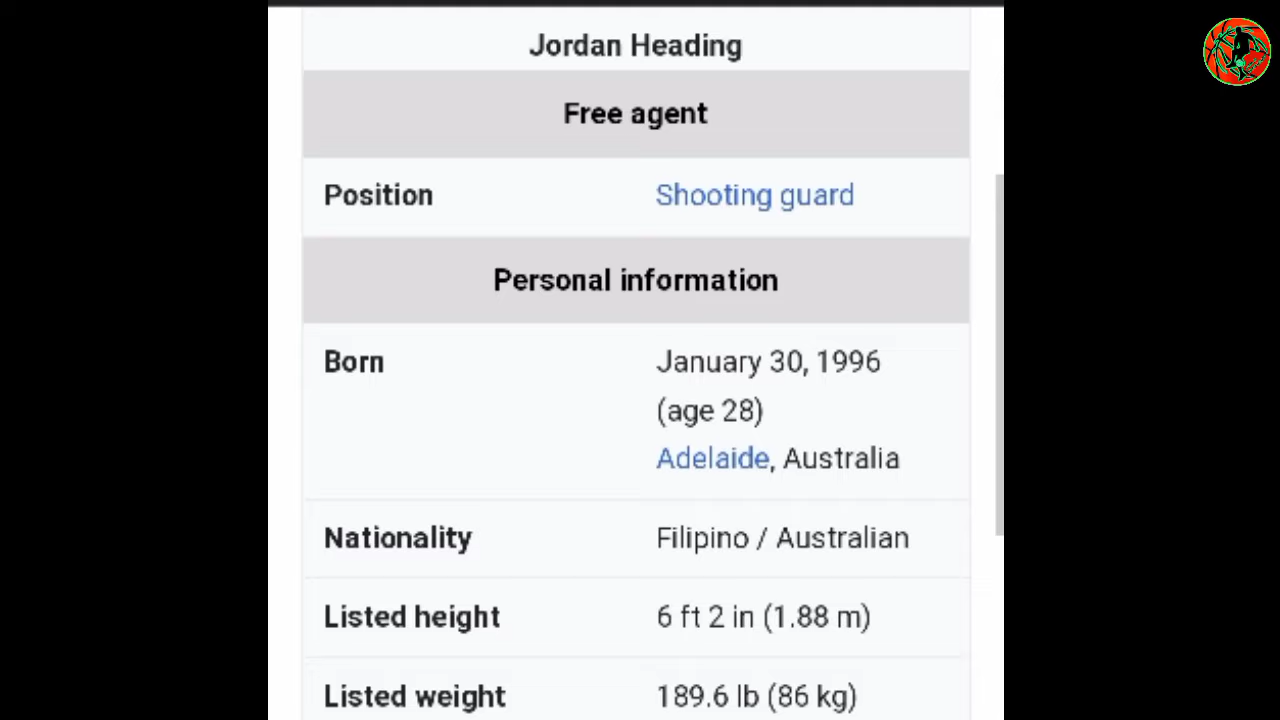 Jordan Heading
Free agent
Position Shooting guard
Personal information
Born January 30, 1996
(age 28)
Adelaide, Australia
Nationality Filipino / Australian
Listed height 6 ft 2 in (1.88 m)
Listed weight 189.6 lb (86 kg)